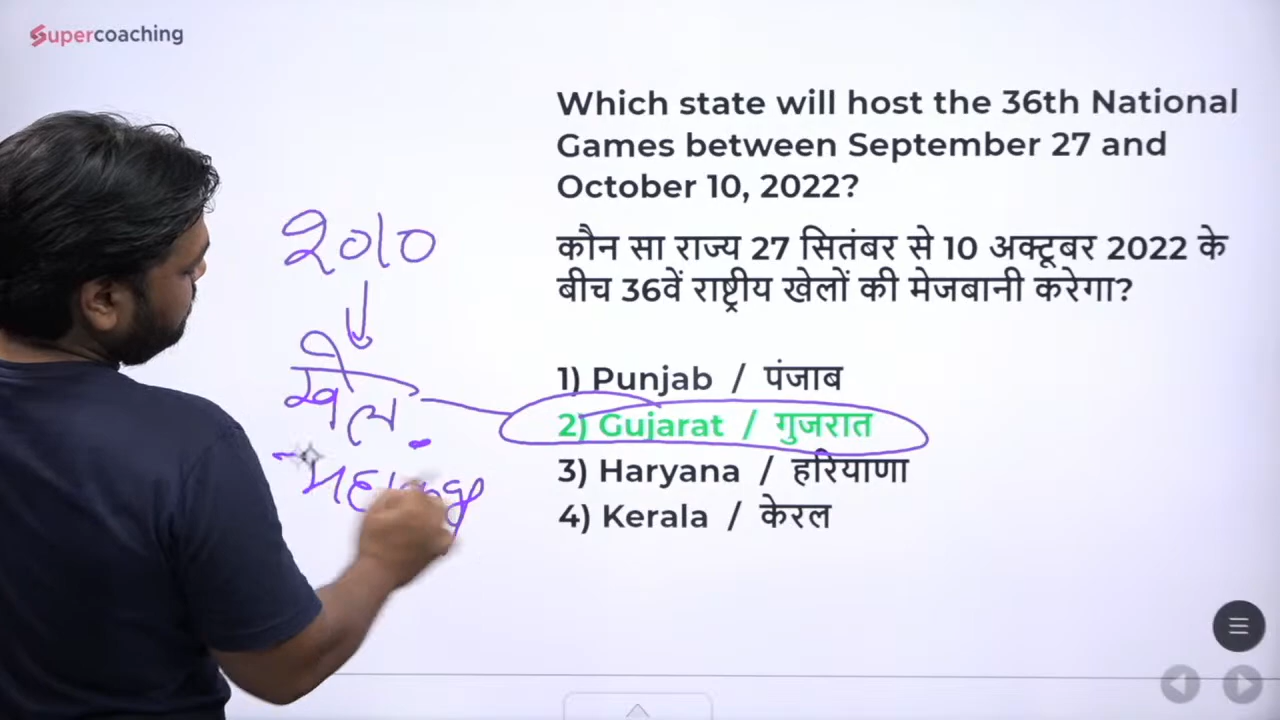 Supercoaching
Which state will host the 36th National
Games between September 27 and
October 10, 2022?
कौन सा राज्य 27 सितंबर से 10 अक्टूबर 2022 के
बीच 36वें राष्ट्रीय खेलों की मेजबानी करेगा?
2010
खेल
1) Punjab / पंजाब
2) Gujarat / गुजरात
3) Haryana / हरियाणा
4) Kerala / केरल